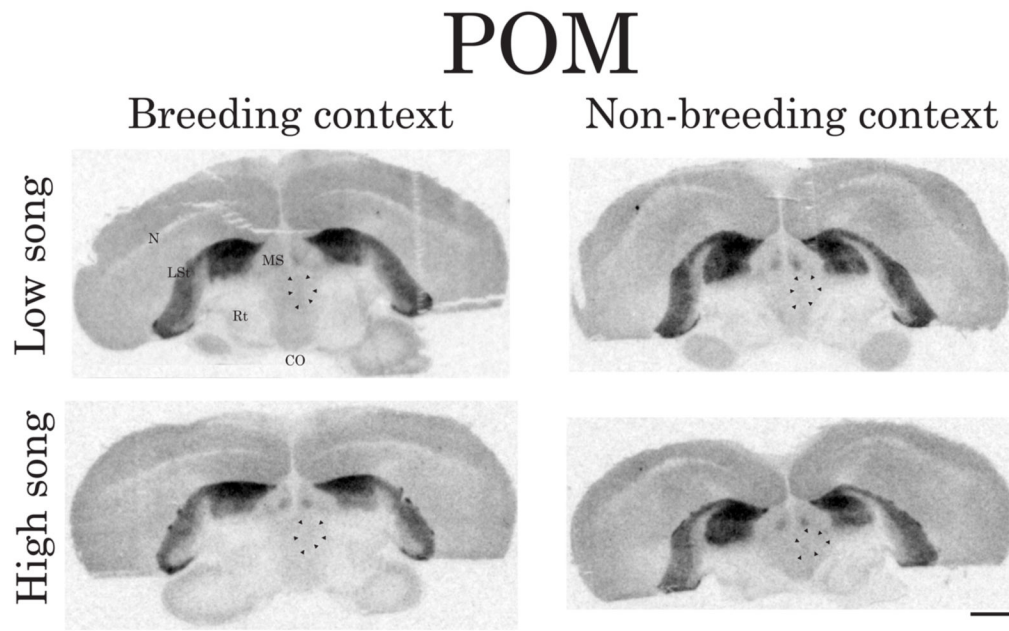 POM
Breeding context
Non-breeding context
Low song
N
LSt
MS
Rt
CO
High song